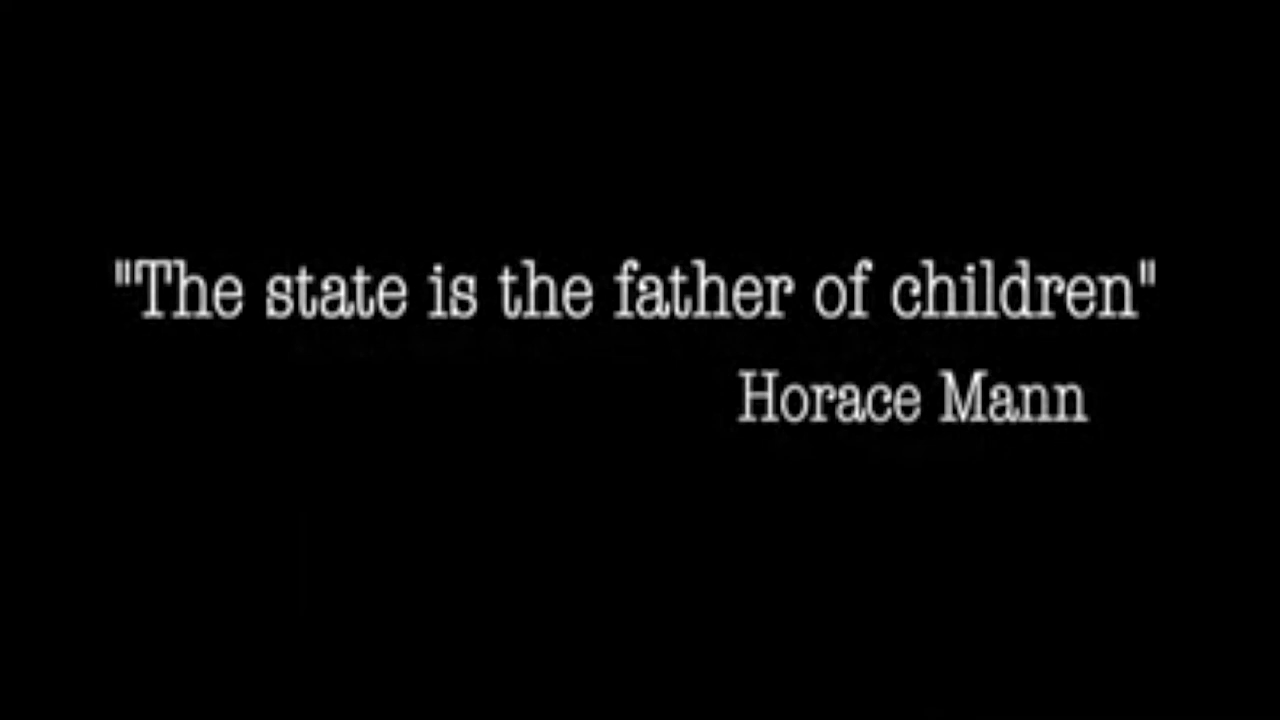 "The state is the father of children"
Horace Mann